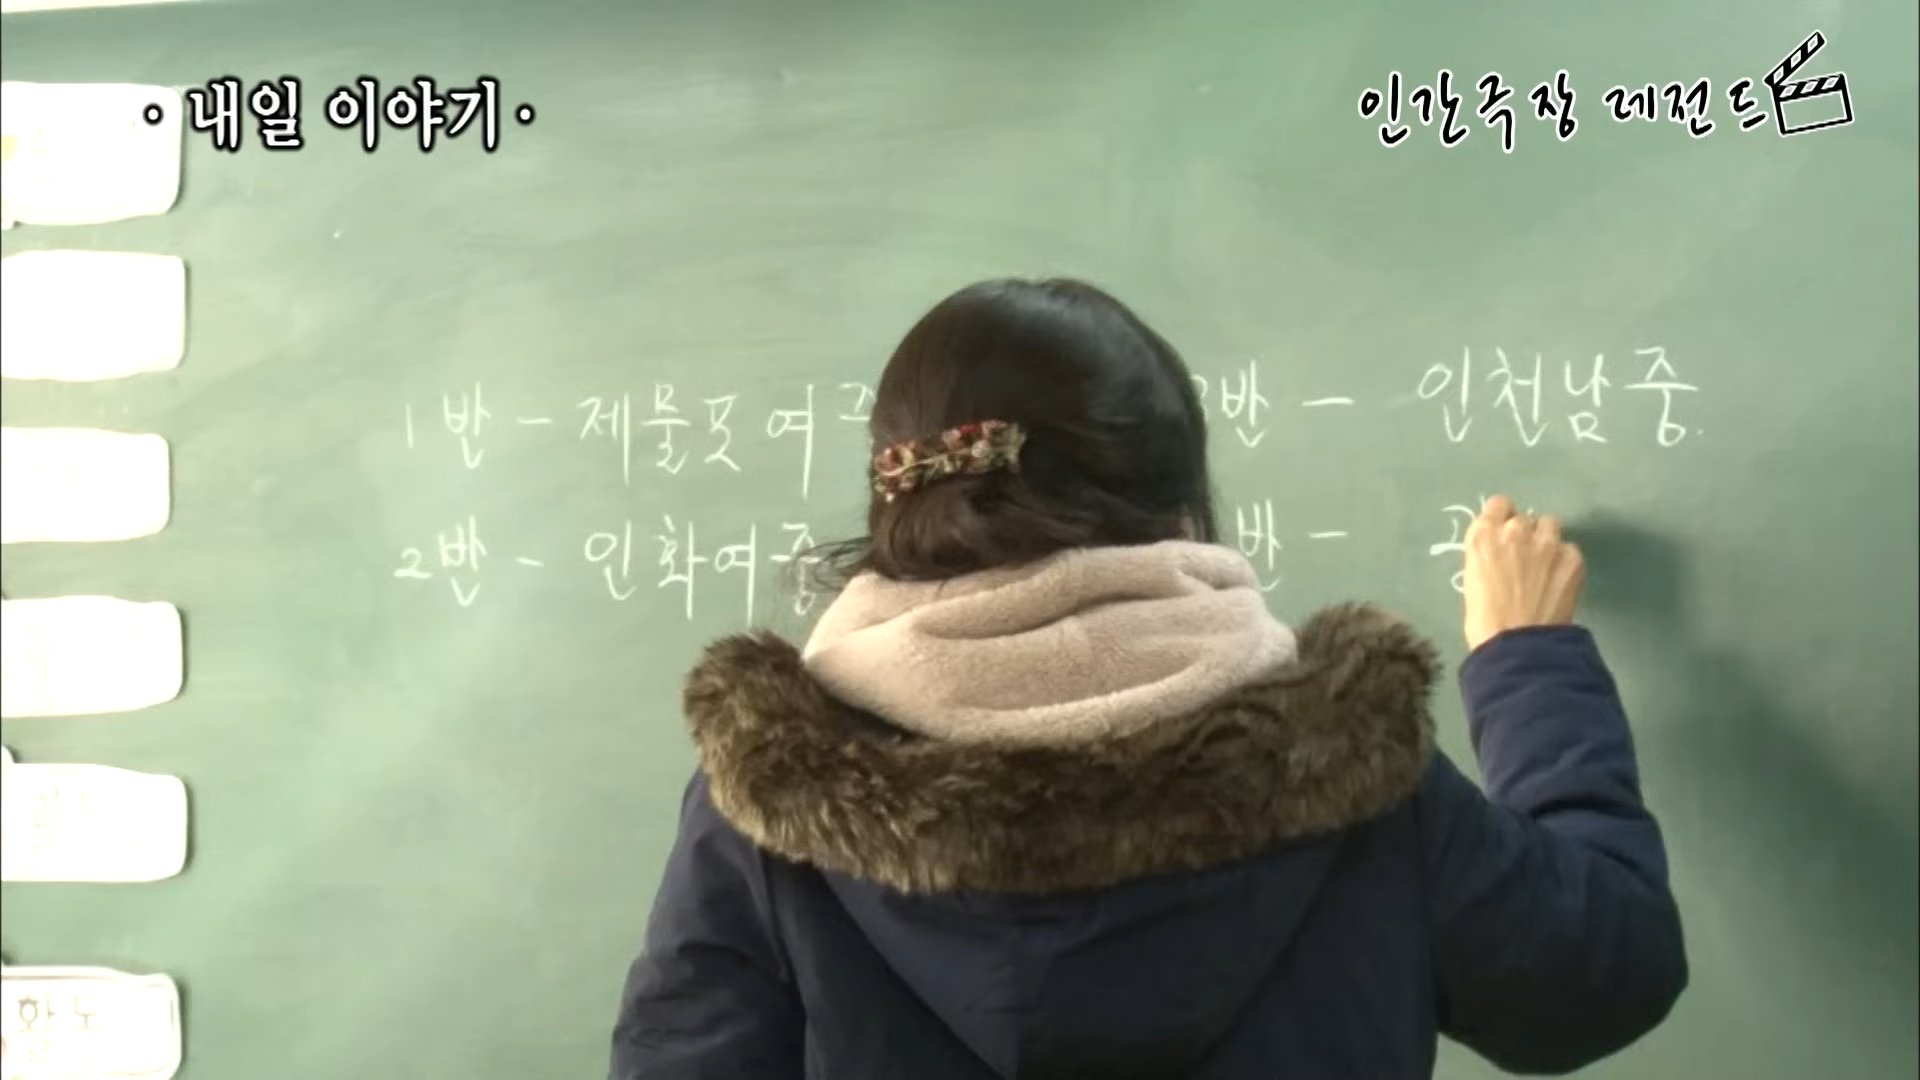 · 내일 이야기 ·
인간극장 레전드
1반 - 제물포여
반 - 인천남중.
2반 - 인화여중
반 -